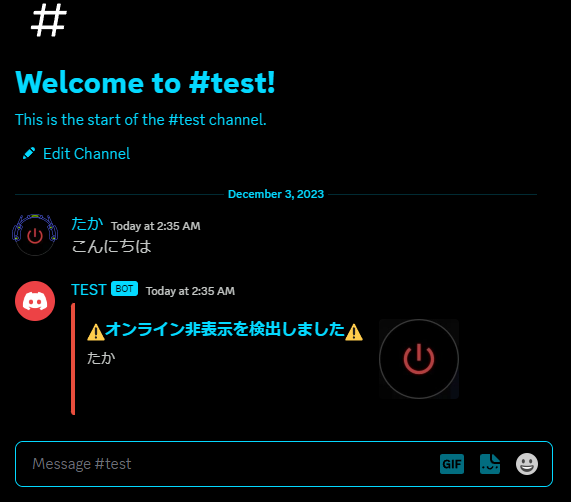 #
Welcome to #test!
This is the start of the #test channel.
Edit Channel
December 3, 2023
たか Today at 2:35 AM
こんにちは
TEST BOT Today at 2:35 AM
⚠️オンライン非表示を検出しました⚠️
たか
Message #test
GIF